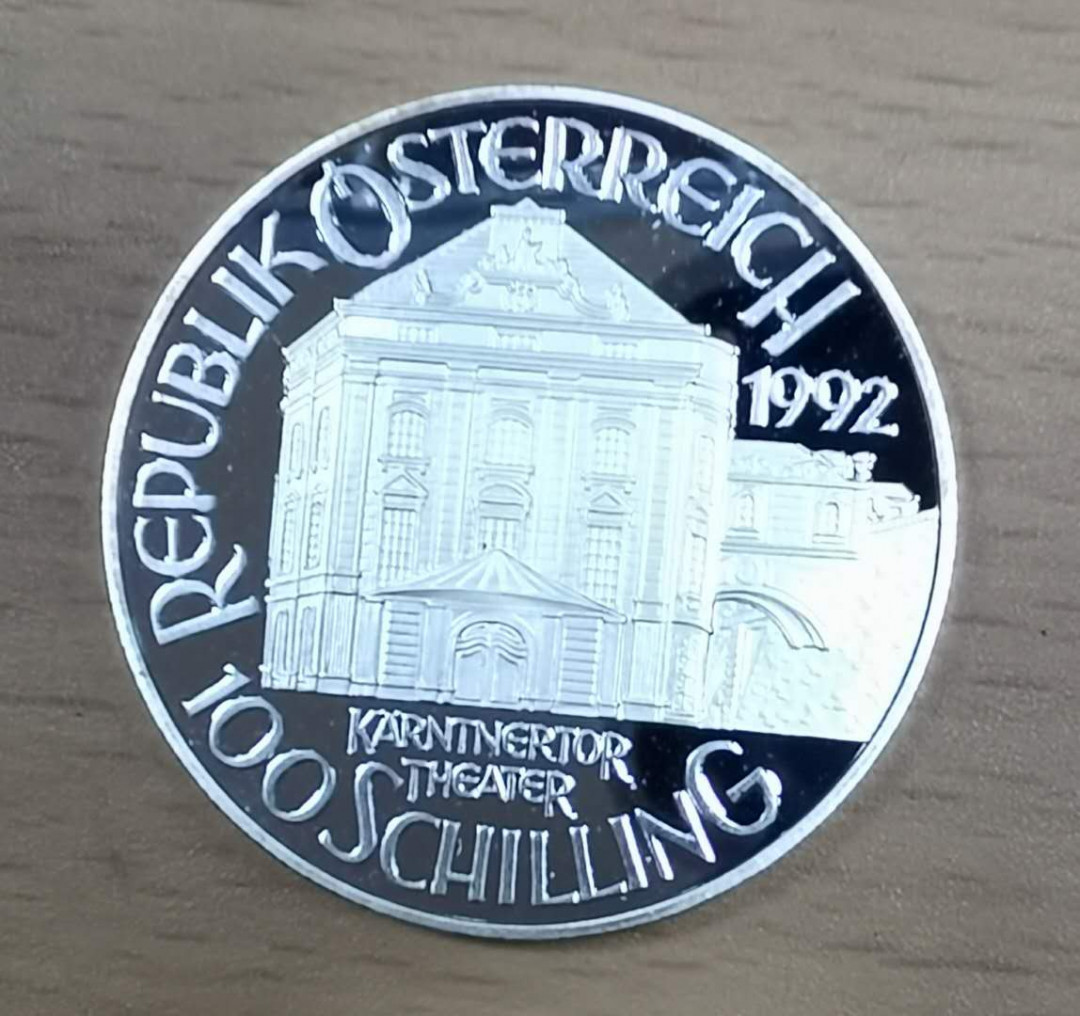 REPUBLIK ÖSTERREICH
1992
KÄRNTNERTOR
THEATER
100 SCHILLING